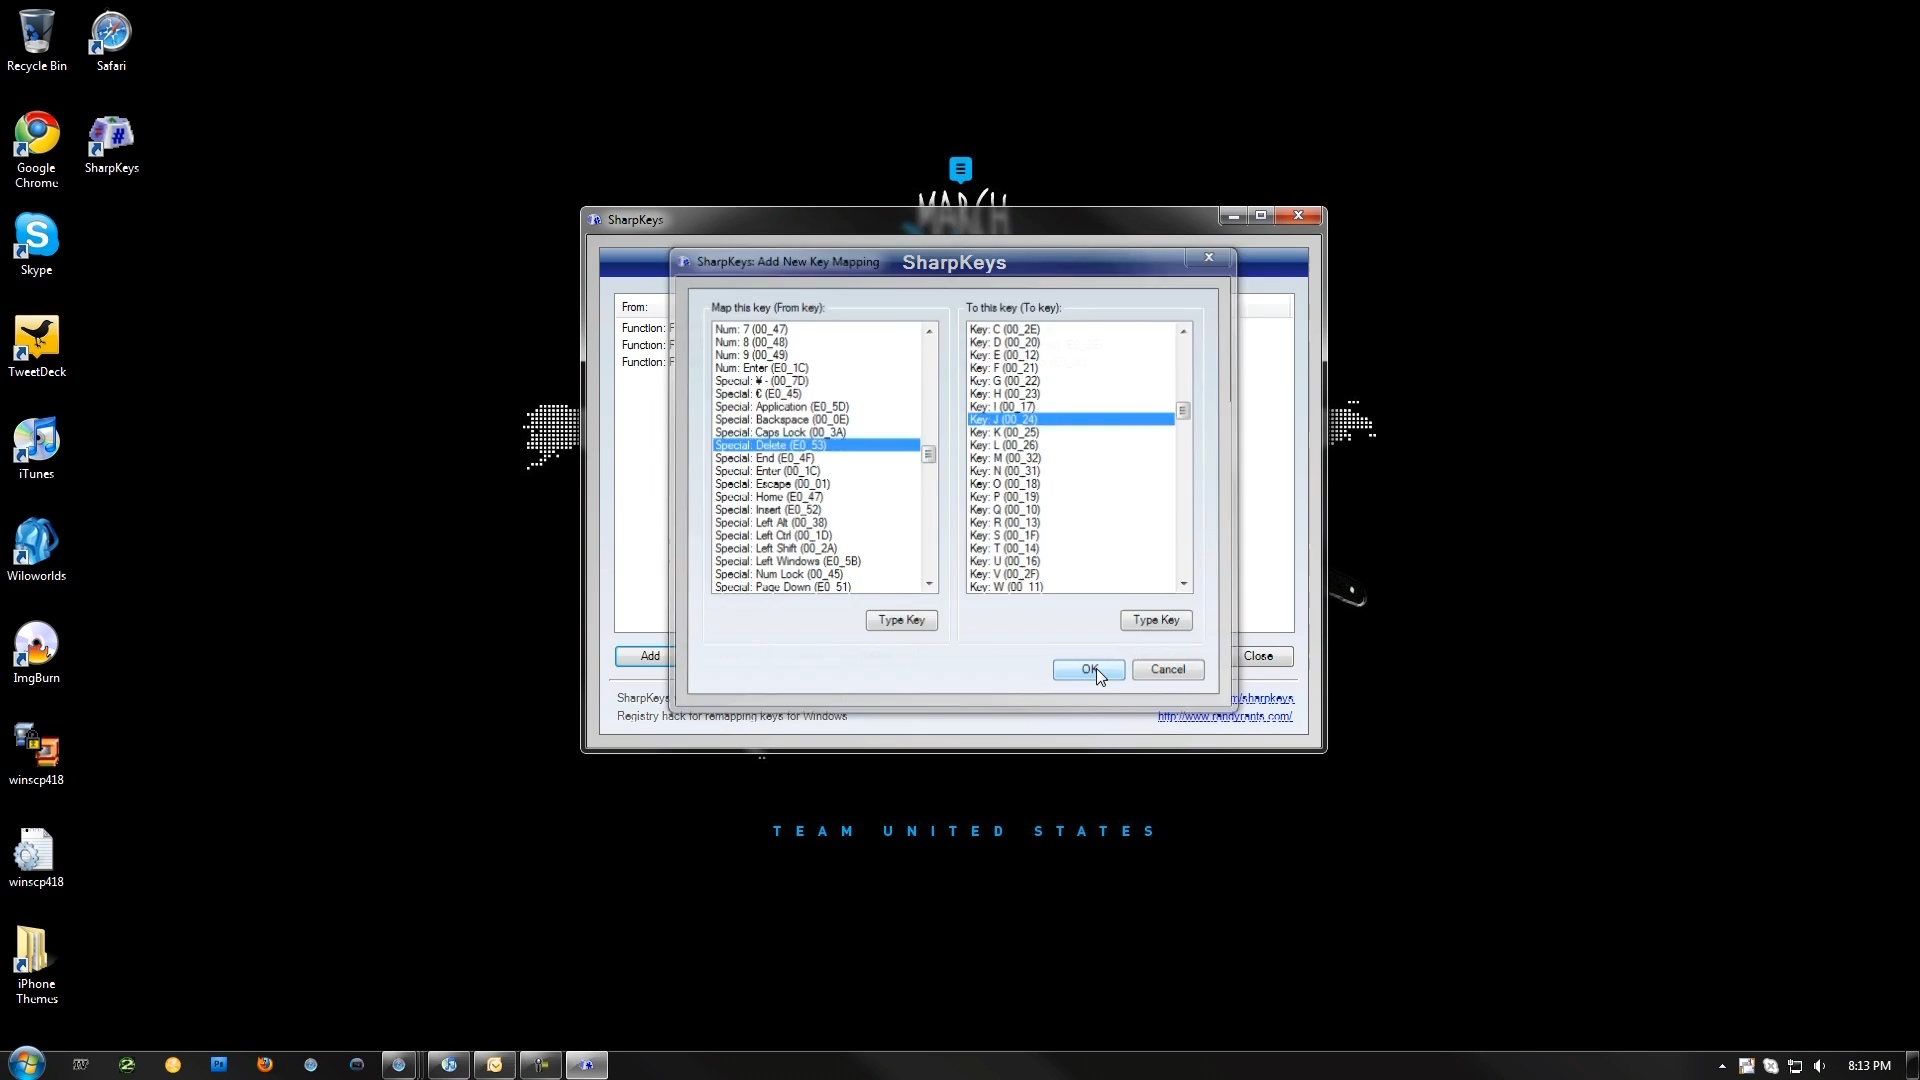 Recycle Bin
Safari
Google
Chrome
SharpKeys
Skype
TweetDeck
iTunes
Wiloworlds
ImgBurn
winscp418
winscp418
iPhone
Themes
MARCH
SharpKeys
SharpKeys: Add New Key Mapping
SharpKeys
From:
Function: F
Function: F
Function: F
Map this key (From key):
Num: 7 (00_47)
Num: 8 (00_48)
Num: 9 (00_49)
Num: Enter (E0_1C)
Special: ¥ - (00_7D)
Special: € (E0_45)
Special: Application (E0_5D)
Special: Backspace (00_0E)
Special: Caps Lock (00_3A)
Special: Delete (E0_53)
Special: End (E0_4F)
Special: Enter (00_1C)
Special: Escape (00_01)
Special: Home (E0_47)
Special: Insert (E0_52)
Special: Left Alt (00_38)
Special: Left Ctrl (00_1D)
Special: Left Shift (00_2A)
Special: Left Windows (E0_5B)
Special: Num Lock (00_45)
Special: Page Down (E0_51)
Type Key
To this key (To key):
Key: C (00_2E)
Key: D (00_20)
Key: E (00_12)
Key: F (00_21)
Key: G (00_22)
Key: H (00_23)
Key: I (00_17)
Key: J (00_24)
Key: K (00_25)
Key: L (00_26)
Key: M (00_32)
Key: N (00_31)
Key: O (00_18)
Key: P (00_19)
Key: Q (00_10)
Key: R (00_13)
Key: S (00_1F)
Key: T (00_14)
Key: U (00_16)
Key: V (00_2F)
Key: W (00_11)
Type Key
OK
Cancel
Add
Close
SharpKeys
m/sharpkeys
Registry hack for remapping keys for Windows
http://www.randyrants.com/
TEAM UNITED STATES
8:13 PM